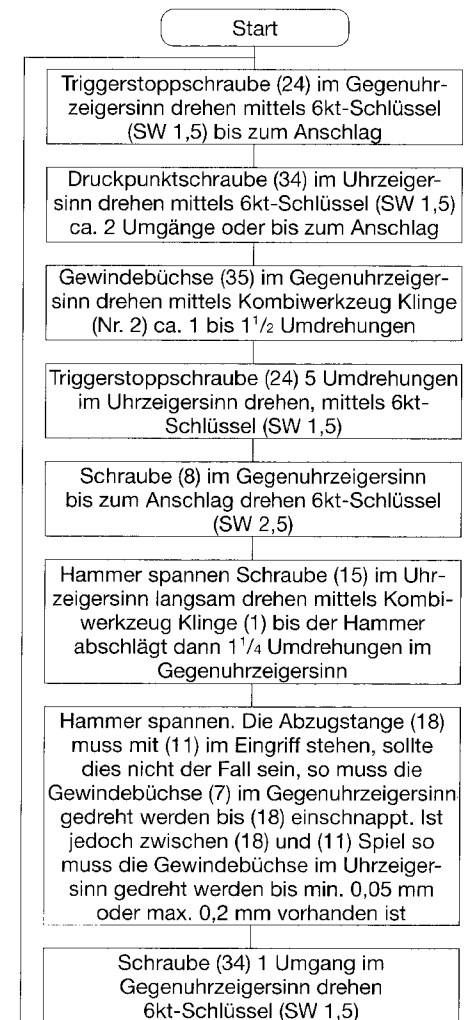 Start
Triggerstoppschraube (24) im Gegenuhr-
zeigersinn drehen mittels 6kt-Schlüssel
(SW 1,5) bis zum Anschlag
Druckpunktschraube (34) im Uhrzeiger-
sinn drehen mittels 6kt-Schlüssel (SW 1,5)
ca. 2 Umgänge oder bis zum Anschlag
Gewindebüchse (35) im Gegenuhrzeiger-
sinn drehen mittels Kombiwerkzeug Klinge
(Nr. 2) ca. 1 bis 1 1/2 Umdrehungen
Triggerstoppschraube (24) 5 Umdrehungen
im Uhrzeigersinn drehen, mittels 6kt-
Schlüssel (SW 1,5)
Schraube (8) im Gegenuhrzeigersinn
bis zum Anschlag drehen 6kt-Schlüssel
(SW 2,5)
Hammer spannen Schraube (15) im Uhr-
zeigersinn langsam drehen mittels Kombi-
werkzeug Klinge (1) bis der Hammer
abschlägt dann 1 1/4 Umdrehungen im
Gegenuhrzeigersinn
Hammer spannen. Die Abzugstange (18)
muss mit (11) im Eingriff stehen, sollte
dies nicht der Fall sein, so muss die
Gewindebüchse (7) im Gegenuhrzeigersinn
gedreht werden bis (18) einschnappt. Ist
jedoch zwischen (18) und (11) Spiel so
muss die Gewindebüchse im Uhrzeiger-
sinn gedreht werden bis min. 0,05 mm
oder max. 0,2 mm vorhanden ist
Schraube (34) 1 Umgang im
Gegenuhrzeigersinn drehen
6kt-Schlüssel (SW 1,5)